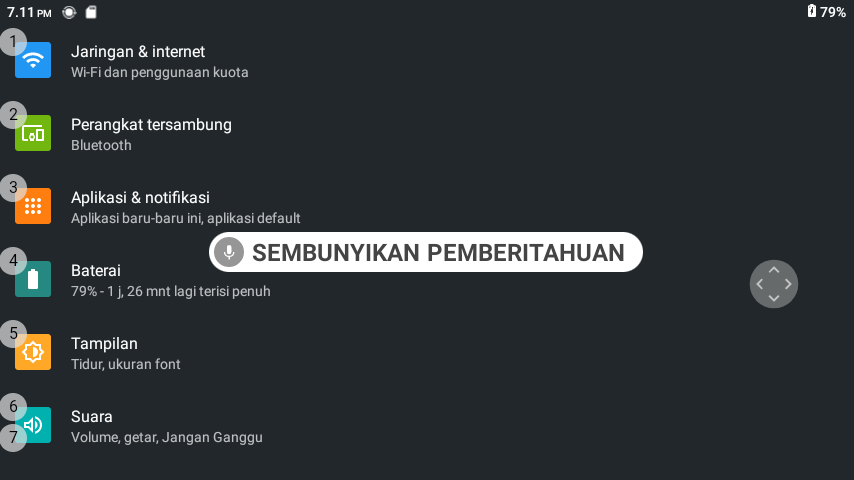 7.11 PM
79%
1
Jaringan & internet
Wi-Fi dan penggunaan kuota
2
Perangkat tersambung
Bluetooth
3
Aplikasi & notifikasi
Aplikasi baru-baru ini, aplikasi default
SEMBUNYIKAN PEMBERITAHUAN
4
Baterai
79% - 1 j, 26 mnt lagi terisi penuh
5
Tampilan
Tidur, ukuran font
6
Suara
7
Volume, getar, Jangan Ganggu